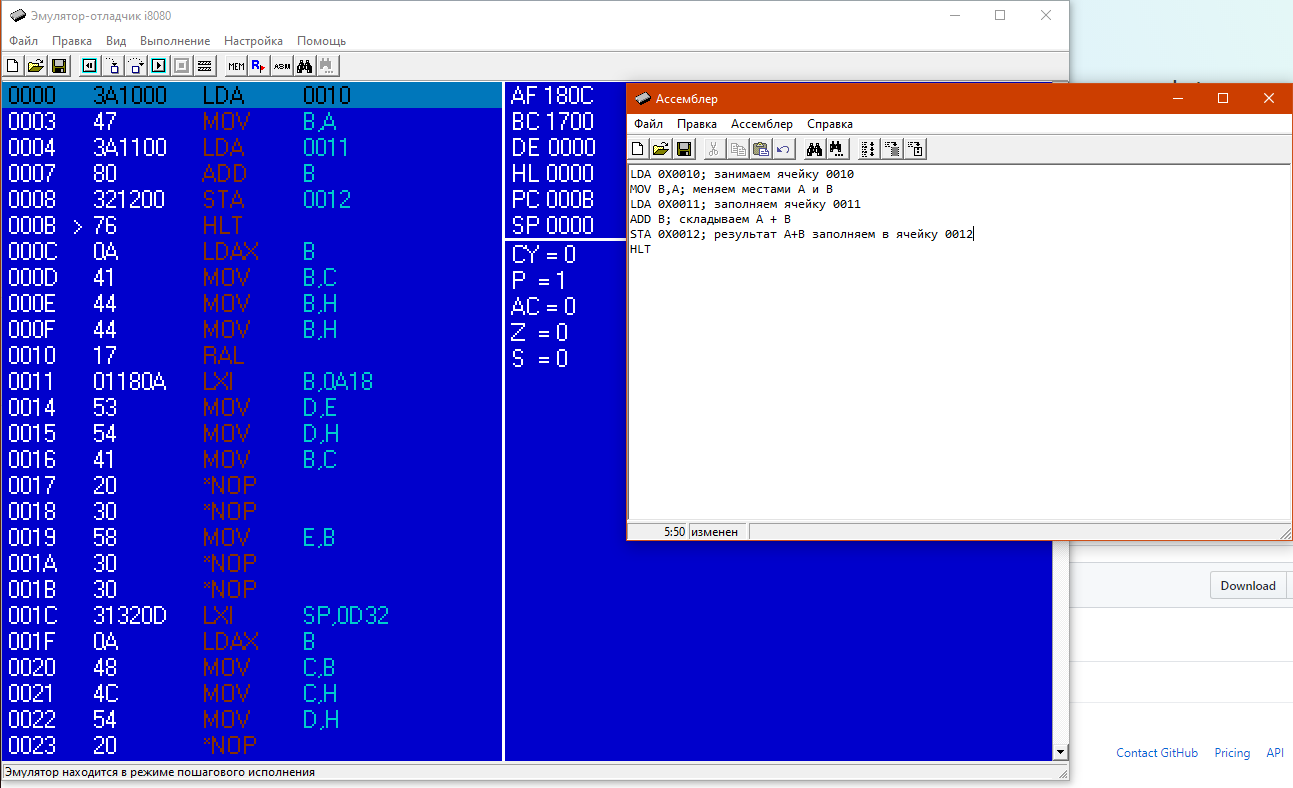 Эмулятор-отладчик i8080
Файл Правка Вид Выполнение Настройка Помощь
MEM R ASM
0000 3A1000 LDA 0010
0003 47 MOV B,A
0004 3A1100 LDA 0011
0007 80 ADD B
0008 321200 STA 0012
000B > 76 HLT
000C 0A LDAX B
000D 41 MOV B,C
000E 44 MOV B,H
000F 44 MOV B,H
0010 17 RAL
0011 01180A LXI B,0A18
0014 53 MOV D,E
0015 54 MOV D,H
0016 41 MOV B,C
0017 20 *NOP
0018 30 *NOP
0019 58 MOV E,B
001A 30 *NOP
001B 30 *NOP
001C 31320D LXI SP,0D32
001F 0A LDAX B
0020 48 MOV C,B
0021 4C MOV C,H
0022 54 MOV D,H
0023 20 *NOP
AF 180C
BC 1700
DE 0000
HL 0000
PC 000B
SP 0000
CY = 0
P = 1
AC = 0
Z = 0
S = 0
Эмулятор находится в режиме пошагового исполнения
Ассемблер
Файл Правка Ассемблер Справка
LDA 0X0010; занимаем ячейку 0010
MOV B,A; меняем местами А и В
LDA 0X0011; заполняем ячейку 0011
ADD B; складываем А + В
STA 0X0012; результат А+В заполняем в ячейку 0012
HLT
5:50 изменен
Download
Contact GitHub Pricing API